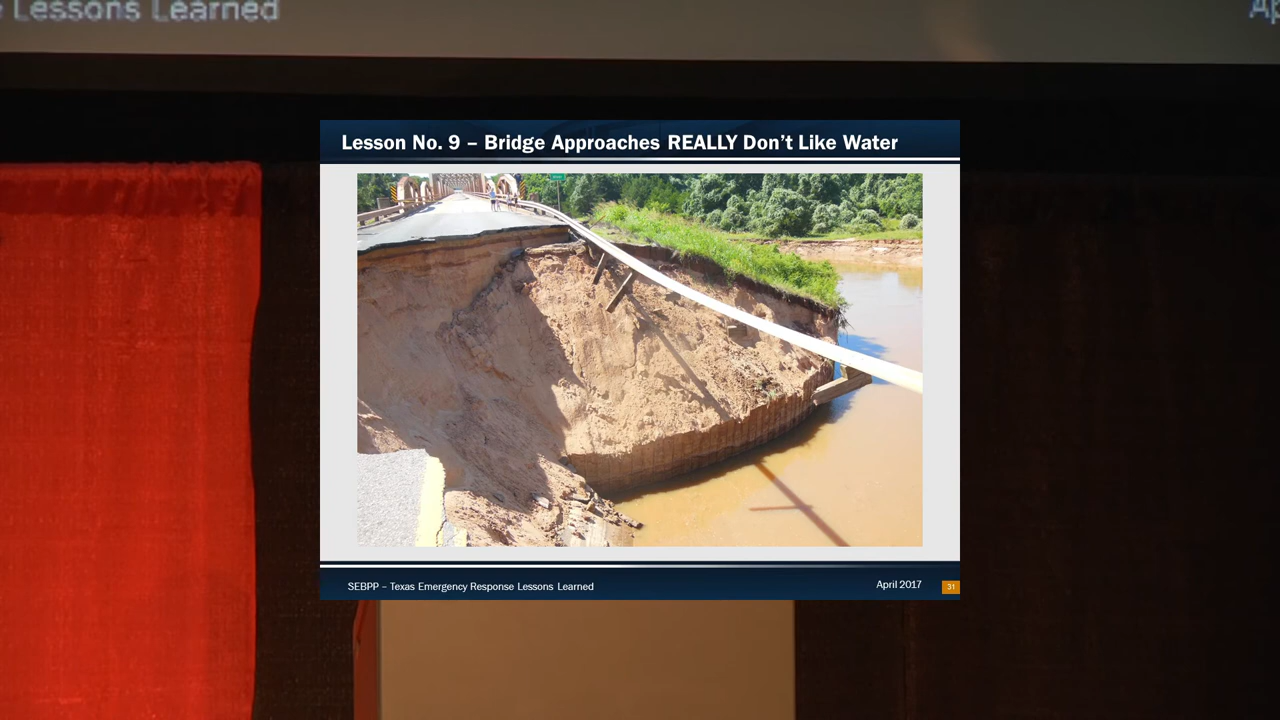 Lessons Learned
Lesson No. 9 – Bridge Approaches REALLY Don't Like Water
SEBPP – Texas Emergency Response Lessons Learned
April 2017
31